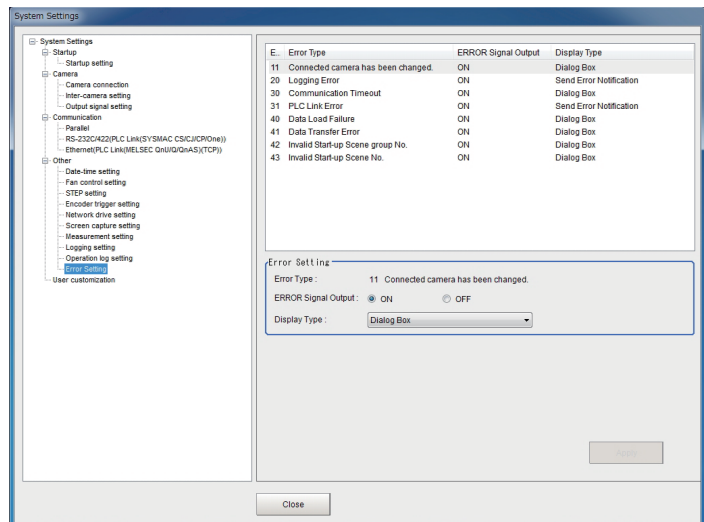 System Settings
System Settings
Startup
Startup setting
Camera
Camera connection
Inter-camera setting
Output signal setting
Communication
Parallel
RS-232C/422(PLC Link(SYSMAC CS/CJ/CP/One))
Ethernet(PLC Link(MELSEC QnU/Q/QnAS)(TCP))
Other
Date-time setting
Fan control setting
STEP setting
Encoder trigger setting
Network drive setting
Screen capture setting
Measurement setting
Logging setting
Operation log setting
Error Setting
User customization
E.. Error Type ERROR Signal Output Display Type
11 Connected camera has been changed. ON Dialog Box
20 Logging Error ON Send Error Notification
30 Communication Timeout ON Dialog Box
31 PLC Link Error ON Send Error Notification
40 Data Load Failure ON Dialog Box
41 Data Transfer Error ON Dialog Box
42 Invalid Start-up Scene group No. ON Dialog Box
43 Invalid Start-up Scene No. ON Dialog Box
Error Setting
Error Type : 11 Connected camera has been changed.
ERROR Signal Output : ON OFF
Display Type : Dialog Box
Apply
Close